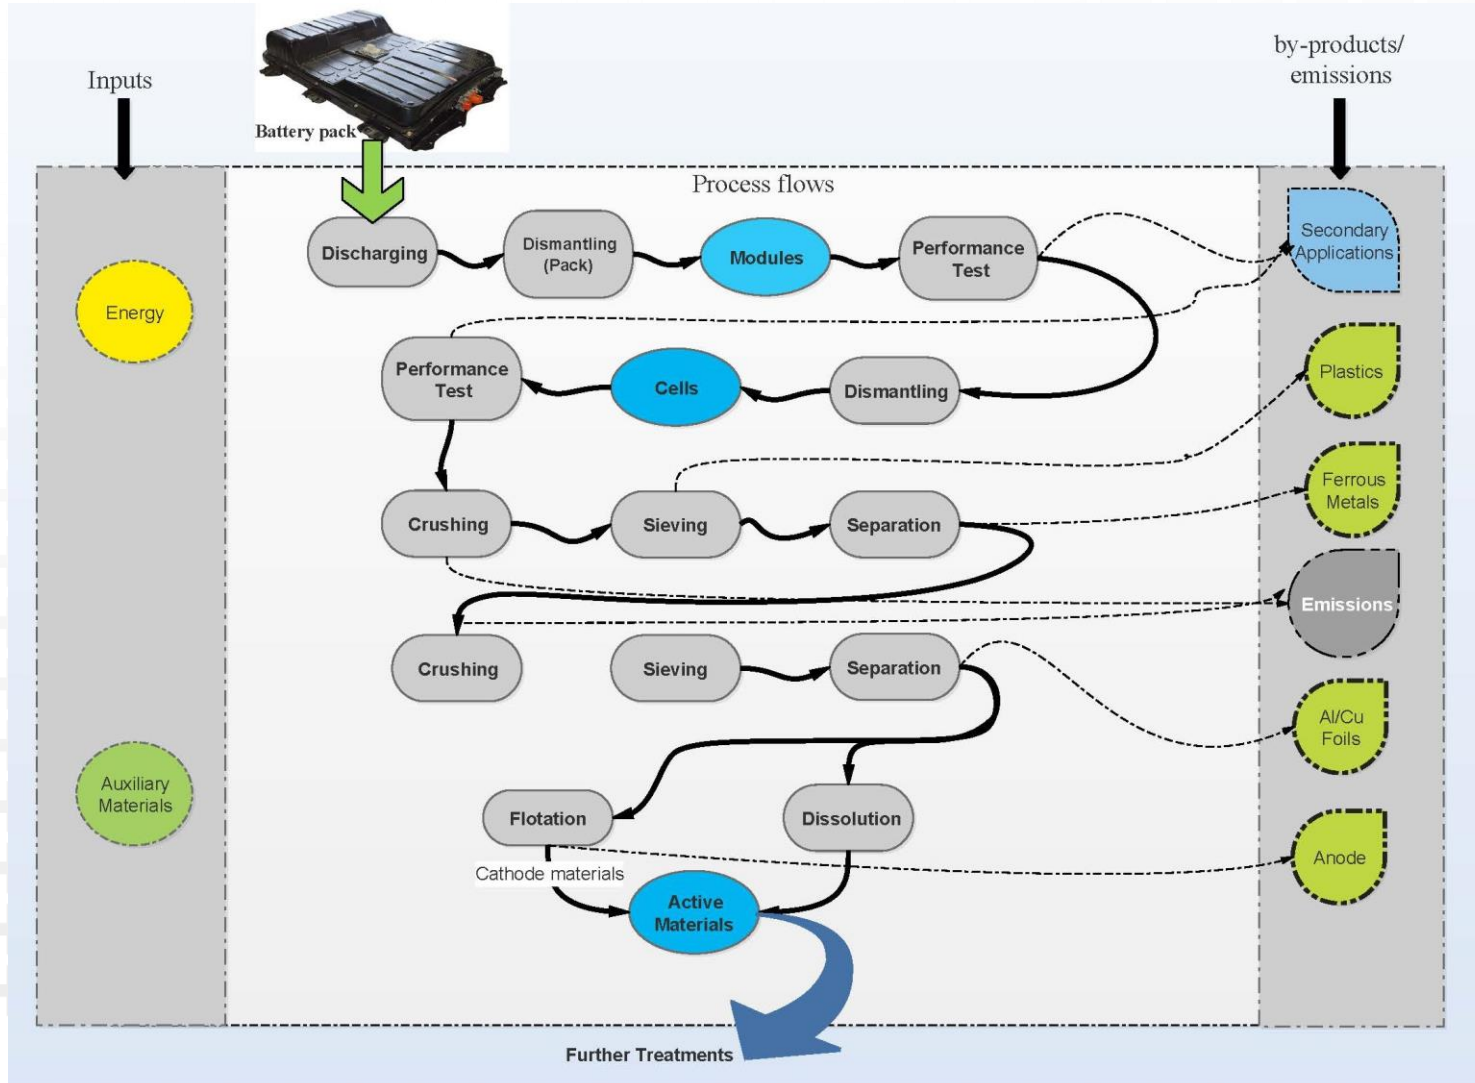 Inputs
by-products/
emissions
Battery pack
Process flows
Discharging
Dismantling
(Pack)
Modules
Performance
Test
Secondary
Applications
Energy
Performance
Test
Cells
Dismantling
Plastics
Crushing
Sieving
Separation
Ferrous
Metals
Emissions
Crushing
Sieving
Separation
Al/Cu
Foils
Auxiliary
Materials
Flotation
Dissolution
Anode
Cathode materials
Active
Materials
Further Treatments